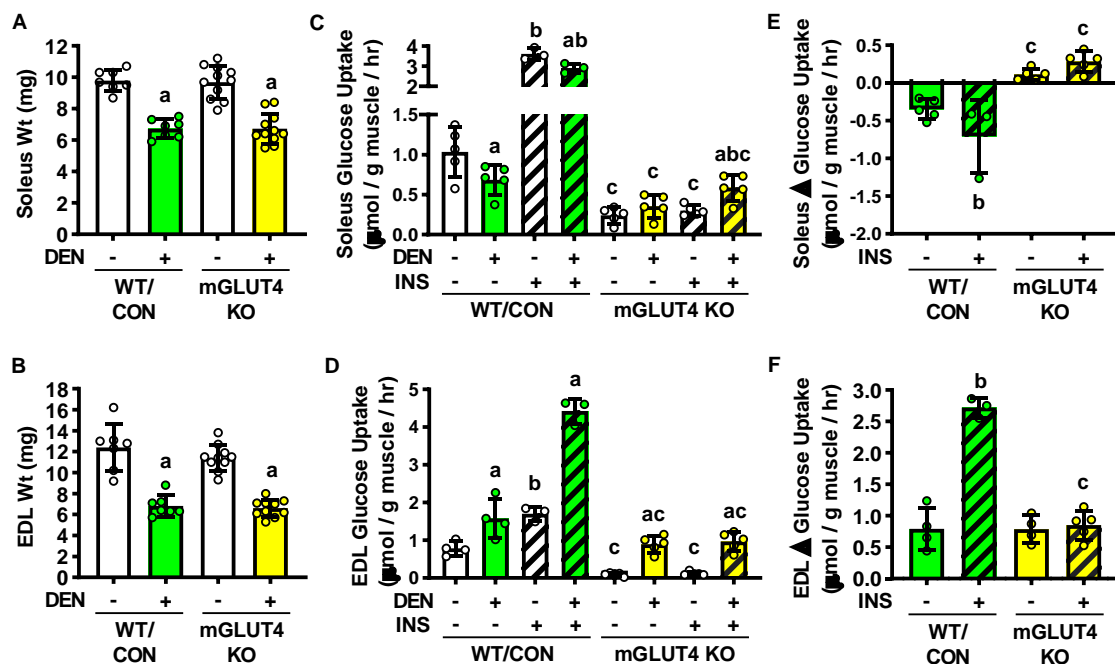 A
Soleus Wt (mg)
12
10
8
6
4
2
0
a
a
DEN - + - +
WT/
CON
mGLUT4
KO
B
EDL Wt (mg)
18
16
14
12
10
8
6
4
2
0
a
a
DEN - + - +
WT/
CON
mGLUT4
KO
C
Soleus Glucose Uptake
mol / g muscle / hr)
4
3
2
1.0
0.5
0.0
a
b
ab
c
c
c
abc
DEN - + - + - + - +
INS - - + + - - + +
WT/CON
mGLUT4 KO
D
EDL Glucose Uptake
mol / g muscle / hr)
5
4
3
2
1
0
a
b
a
c
ac
c
ac
DEN - + - + - + - +
INS - - + + - - + +
WT/CON
mGLUT4 KO
E
Soleus ▲ Glucose Uptake
mol / g muscle / hr)
0.5
0.0
-0.5
-1.0
-1.5
-2.0
b
c
c
INS - + - +
WT/
CON
mGLUT4
KO
F
EDL ▲ Glucose Uptake
mol / g muscle / hr)
3.0
2.5
2.0
1.5
1.0
0.5
0.0
b
c
INS - + - +
WT/
CON
mGLUT4
KO